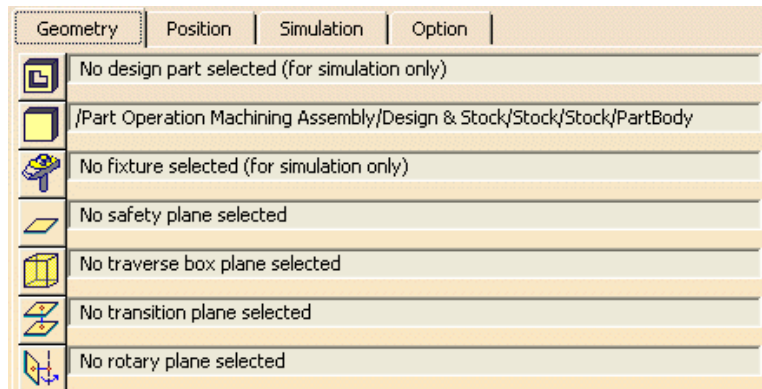 Geometry Position Simulation Option
No design part selected (for simulation only)
/Part Operation Machining Assembly/Design & Stock/Stock/Stock/PartBody
No fixture selected (for simulation only)
No safety plane selected
No traverse box plane selected
No transition plane selected
No rotary plane selected